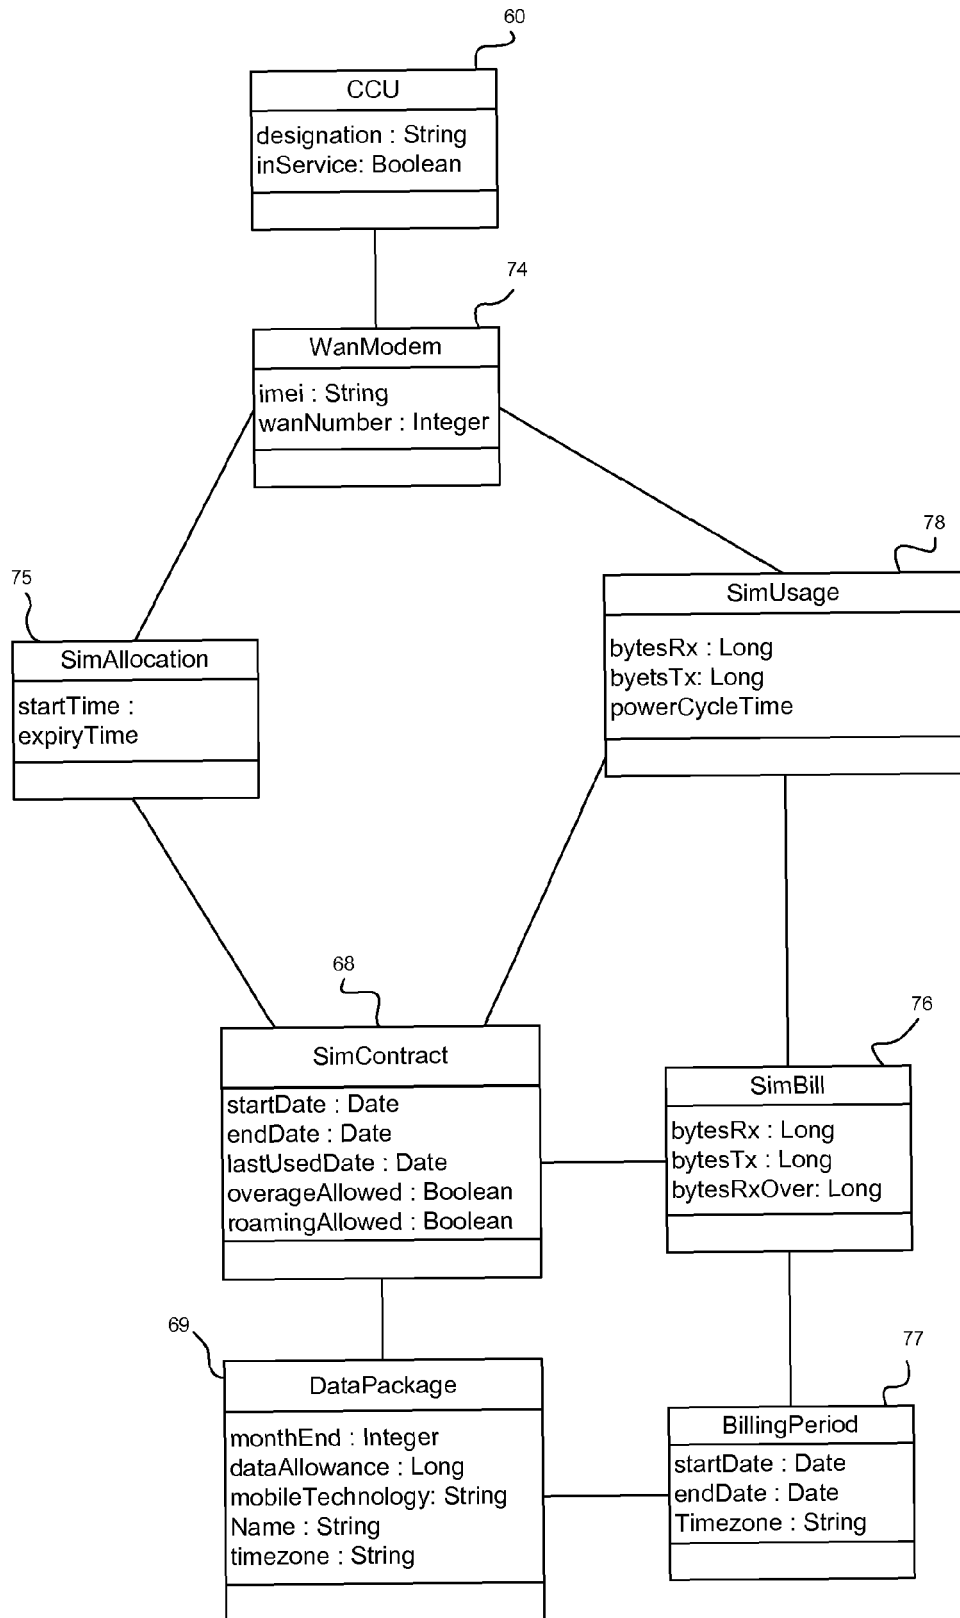 60
CCU
designation : String
inService: Boolean
74
WanModem
imei : String
wanNumber : Integer
78
SimUsage
bytesRx : Long
byetsTx: Long
powerCycleTime
75
SimAllocation
startTime :
expiryTime
68
SimContract
startDate : Date
endDate : Date
lastUsedDate : Date
overageAllowed : Boolean
roamingAllowed : Boolean
76
SimBill
bytesRx : Long
bytesTx : Long
bytesRxOver: Long
69
DataPackage
monthEnd : Integer
dataAllowance : Long
mobileTechnology: String
Name : String
timezone : String
77
BillingPeriod
startDate : Date
endDate : Date
Timezone : String